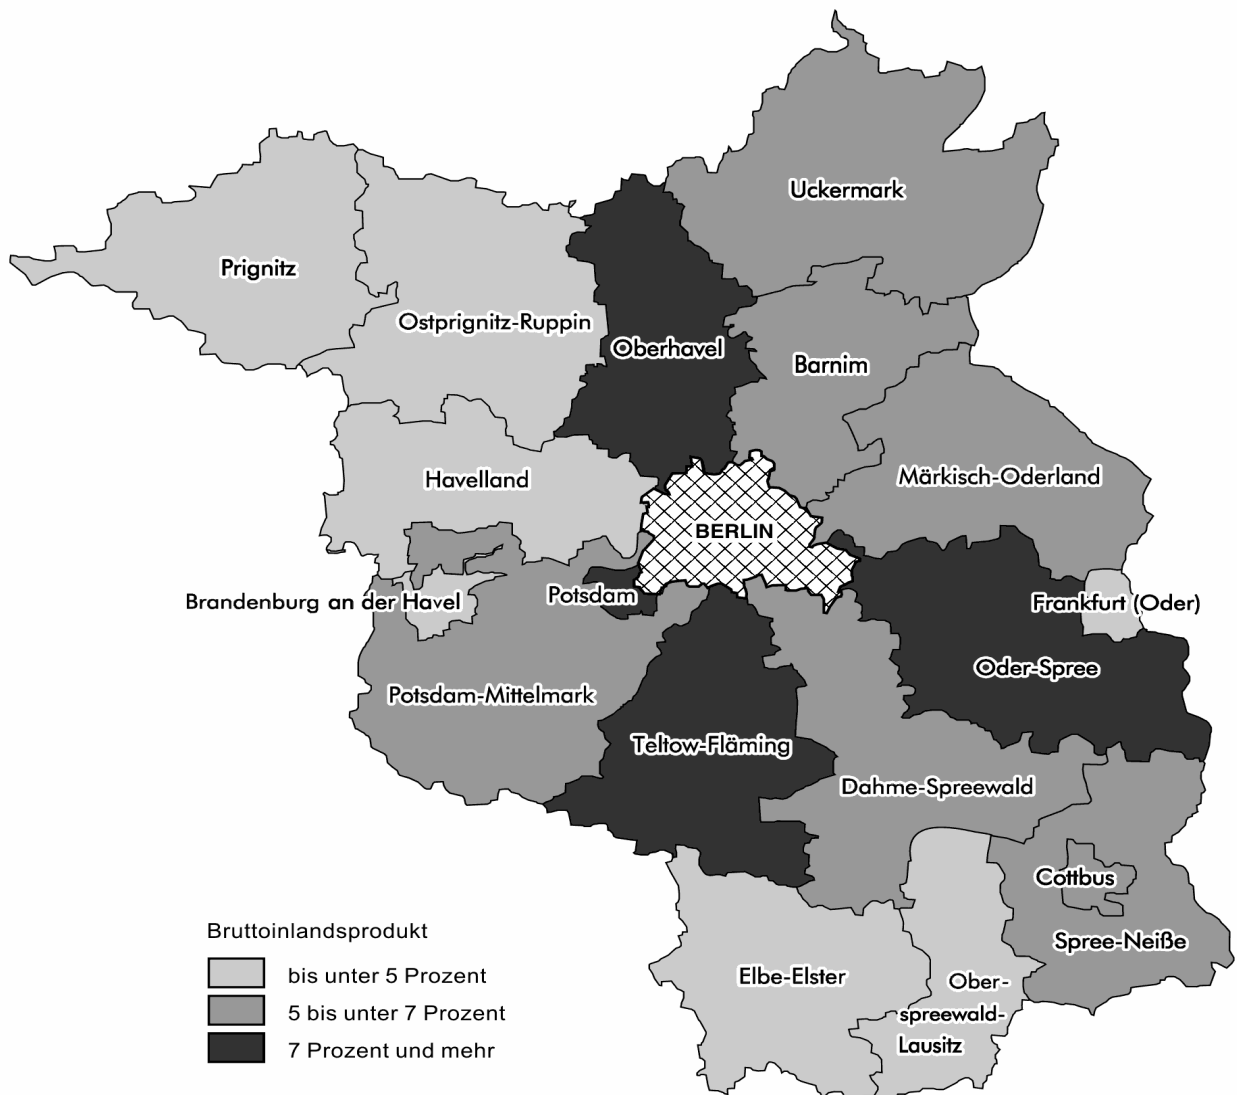 Uckermark
Prignitz
Ostprignitz-Ruppin
Oberhavel
Barnim
Havelland
Märkisch-Oderland
BERLIN
Brandenburg an der Havel
Potsdam
Frankfurt (Oder)
Oder-Spree
Potsdam-Mittelmark
Teltow-Fläming
Dahme-Spreewald
Cottbus
Spree-Neiße
Elbe-Elster
Ober-
spreewald-
Lausitz
Bruttoinlandsprodukt
bis unter 5 Prozent
5 bis unter 7 Prozent
7 Prozent und mehr